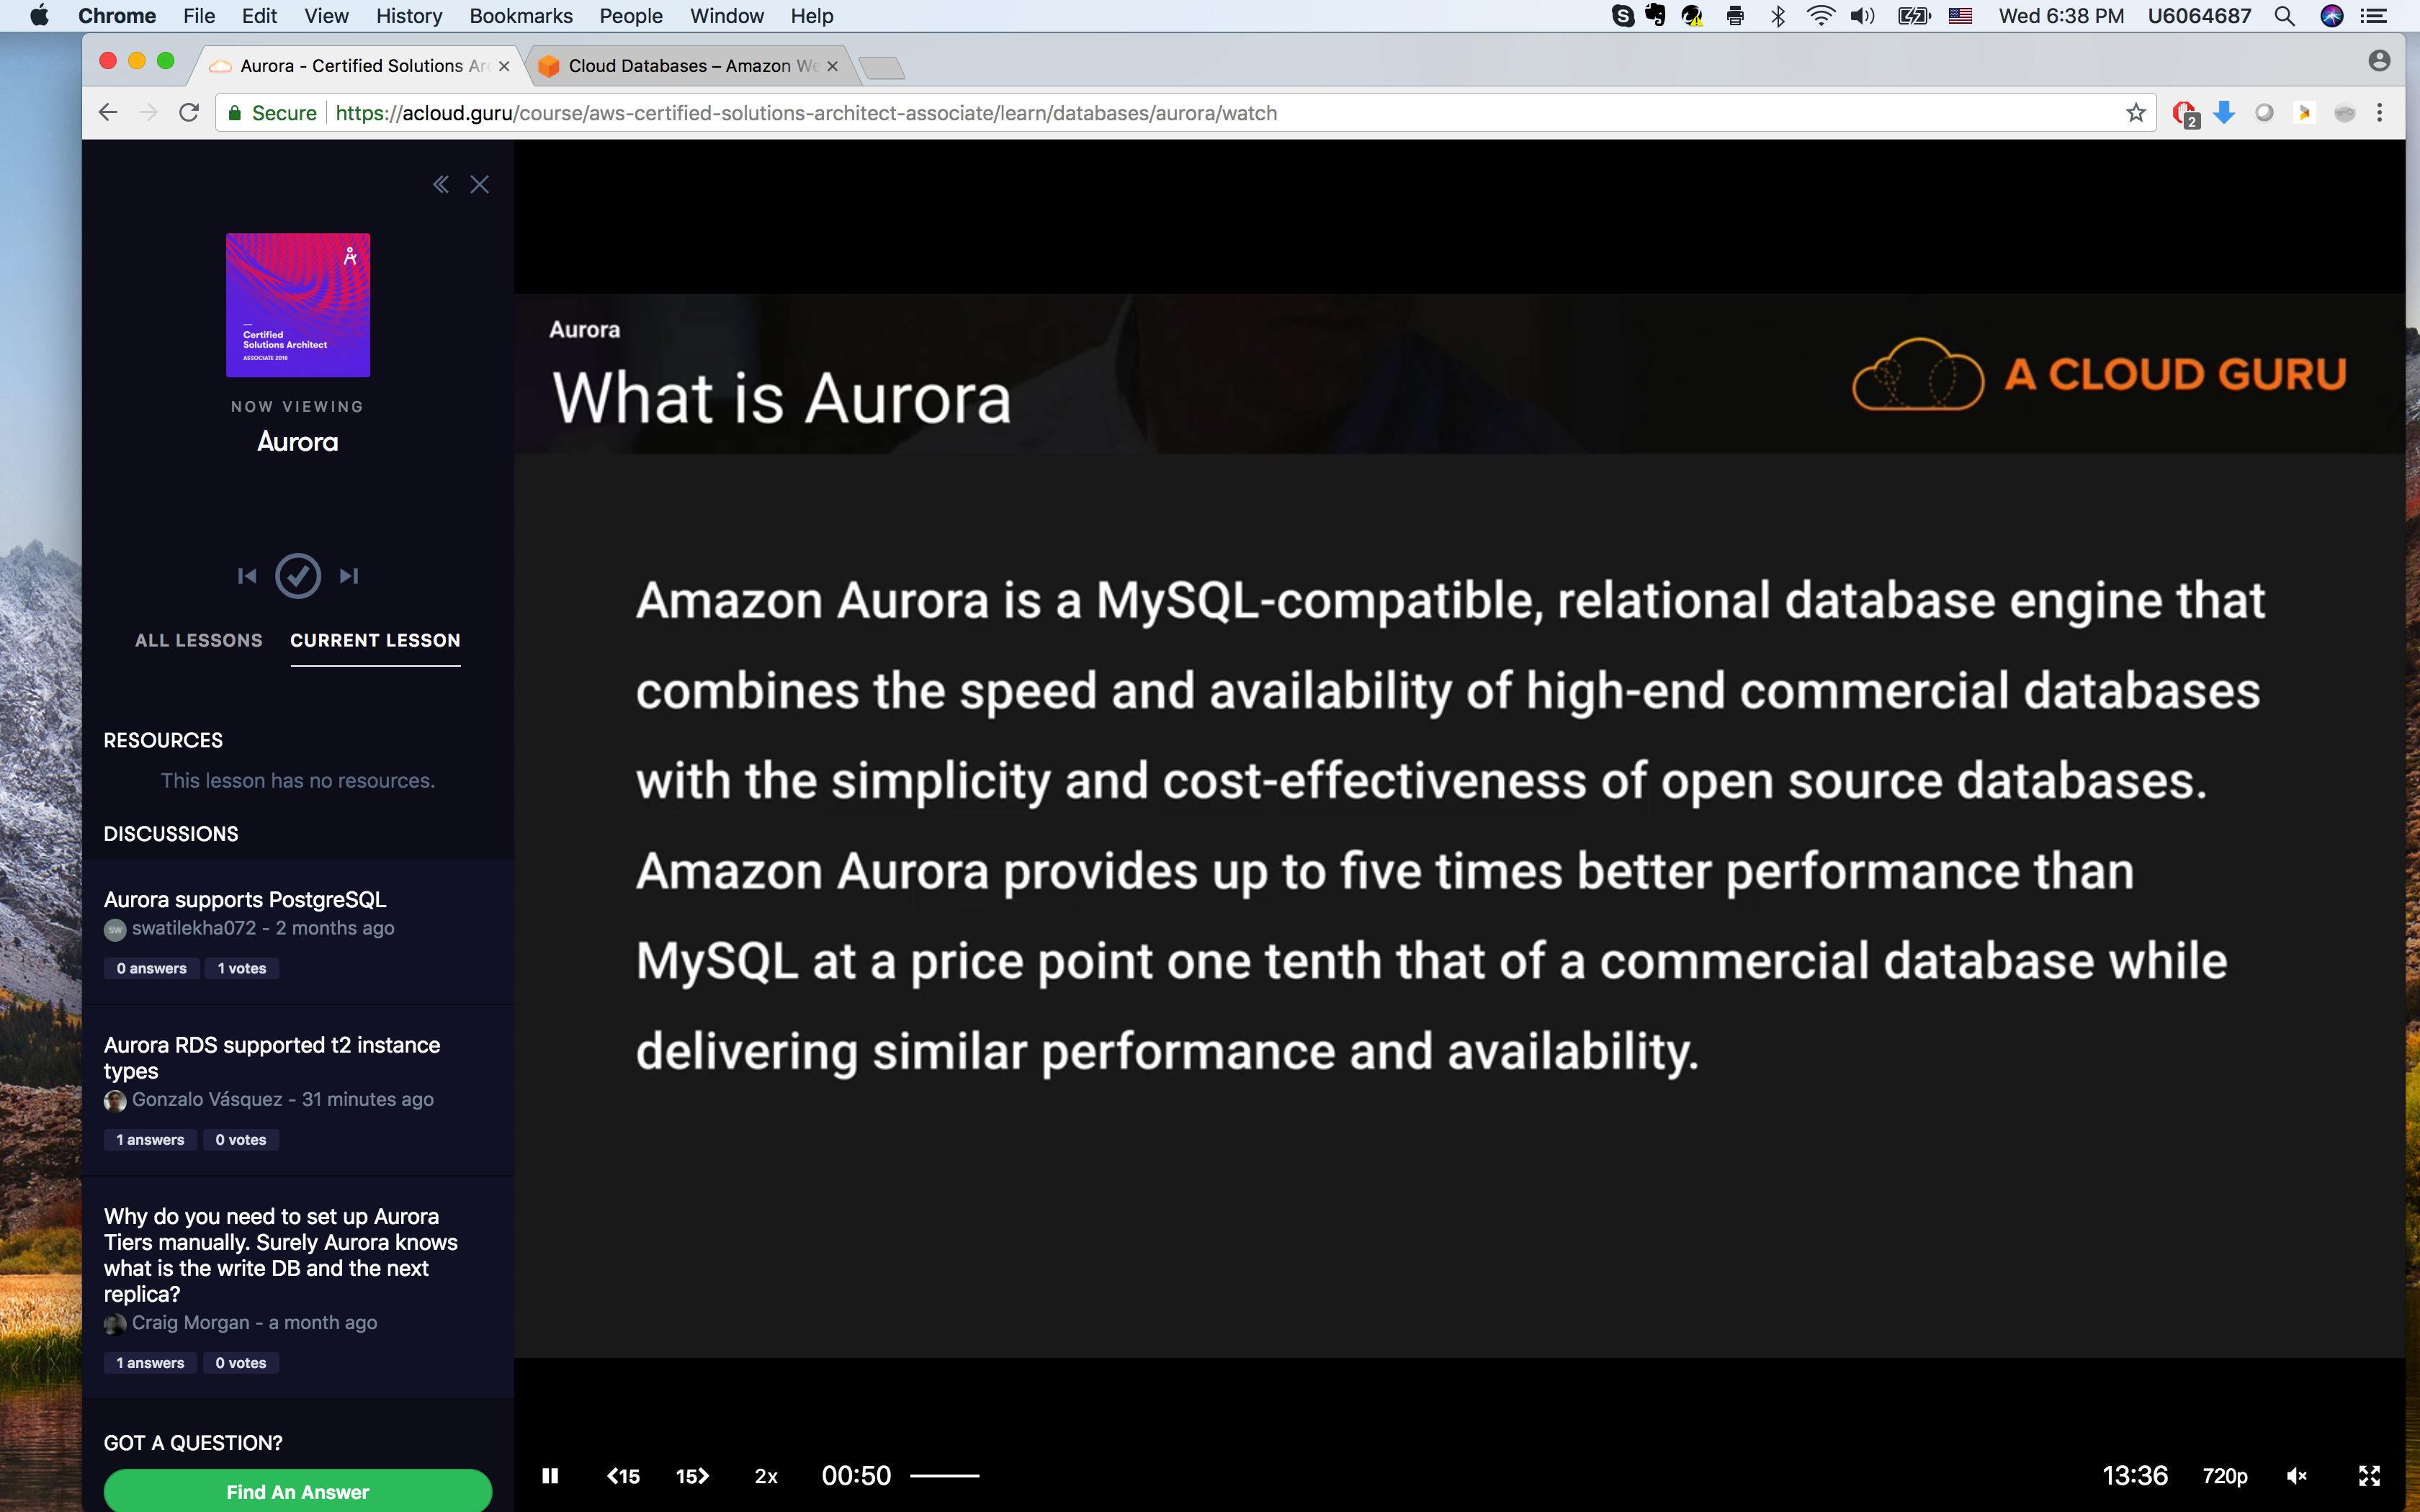 Chrome File Edit View History Bookmarks People Window Help Wed 6:38 PM U6064687
Aurora - Certified Solutions Arc Cloud Databases – Amazon We
Secure https://acloud.guru/course/aws-certified-solutions-architect-associate/learn/databases/aurora/watch 2
Certified
Solutions Architect
ASSOCIATE 2018
NOW VIEWING
Aurora
ALL LESSONS CURRENT LESSON
RESOURCES
This lesson has no resources.
DISCUSSIONS
Aurora supports PostgreSQL
SW swatilekha072 - 2 months ago
0 answers 1 votes
Aurora RDS supported t2 instance
types
Gonzalo Vásquez - 31 minutes ago
1 answers 0 votes
Why do you need to set up Aurora
Tiers manually. Surely Aurora knows
what is the write DB and the next
replica?
Craig Morgan - a month ago
1 answers 0 votes
GOT A QUESTION?
Find An Answer
Aurora
What is Aurora
A CLOUD GURU
Amazon Aurora is a MySQL-compatible, relational database engine that
combines the speed and availability of high-end commercial databases
with the simplicity and cost-effectiveness of open source databases.
Amazon Aurora provides up to five times better performance than
MySQL at a price point one tenth that of a commercial database while
delivering similar performance and availability.
15 15 2x 00:50 13:36 720p